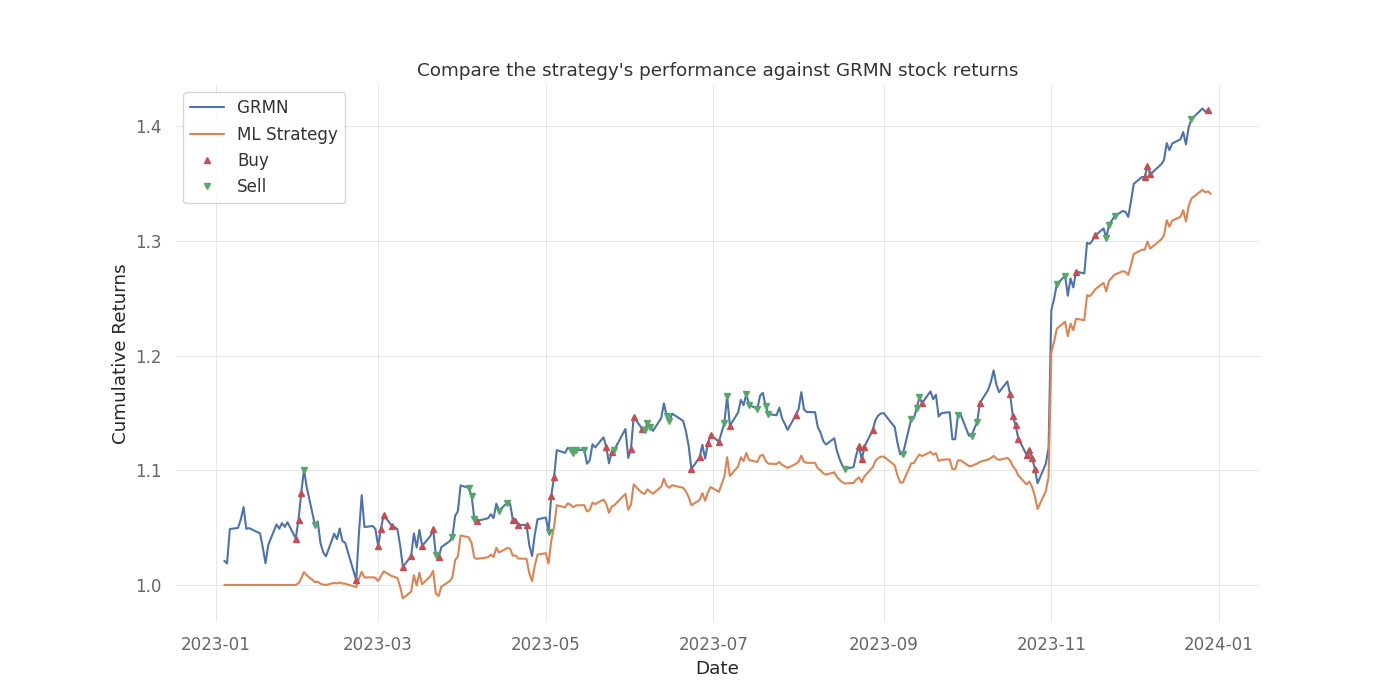 Compare the strategy's performance against GRMN stock returns
GRMN
ML Strategy
Buy
Sell
Cumulative Returns
1.4
1.3
1.2
1.1
1.0
2023-01 2023-03 2023-05 2023-07 2023-09 2023-11 2024-01
Date